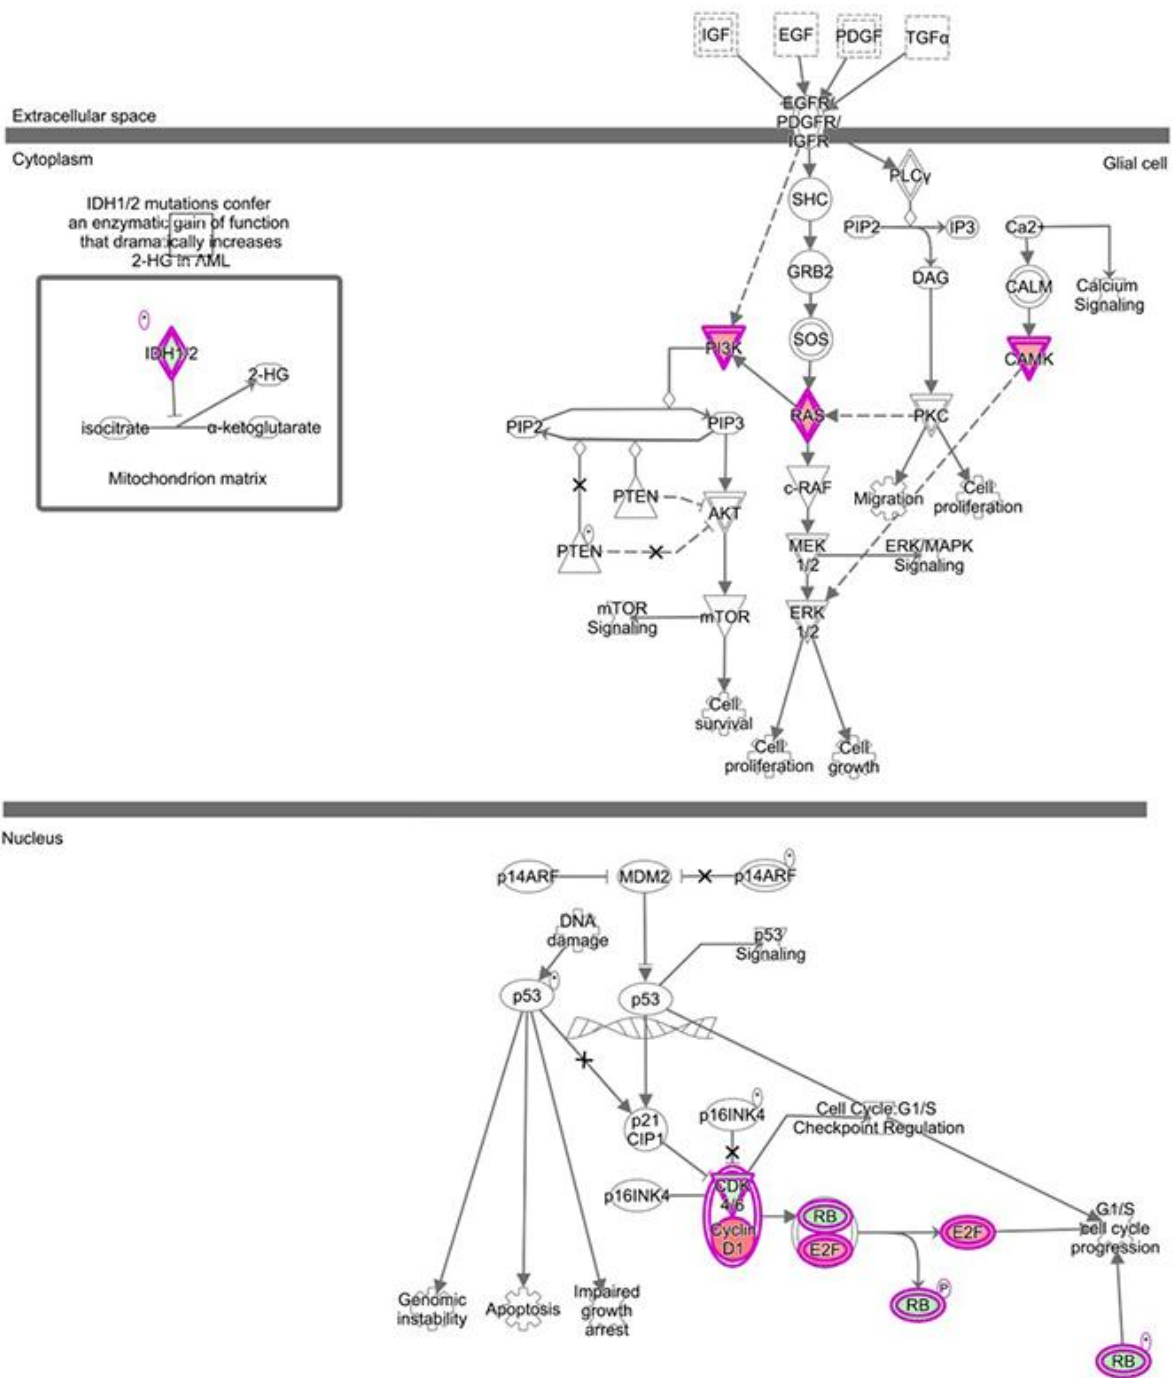 IGF
EGF
PDGF
TGFα
Extracellular space
EGFR/
PDGFR/
IGFR
Cytoplasm
Glial cell
PLCγ
SHC
PIP2
IP3
Ca2+
GRB2
DAG
CALM
Calcium
Signaling
IDH1/2 mutations confer
an enzymatic gain of function
that dramatically increases
2-HG in AML
IDH1/2
2-HG
isocitrate
α-ketoglutarate
Mitochondrion matrix
PI3K
SOS
CAMK
PIP2
PIP3
RAS
PKC
PTEN
AKT
c-RAF
Migration
Cell
proliferation
PTEN
MEK
1/2
ERK/MAPK
Signaling
mTOR
Signaling
mTOR
ERK
1/2
Cell
survival
Cell
proliferation
Cell
growth
Nucleus
p14ARF
MDM2
p14ARF
DNA
damage
p53
Signaling
p53
p53
p21
CIP1
p16INK4
Cell Cycle:G1/S
Checkpoint Regulation
p16INK4
CDK
4/6
Cyclin
D1
RB
E2F
E2F
G1/S
cell cycle
progression
Genomic
instability
Apoptosis
Impaired
growth
arrest
RB
P
RB